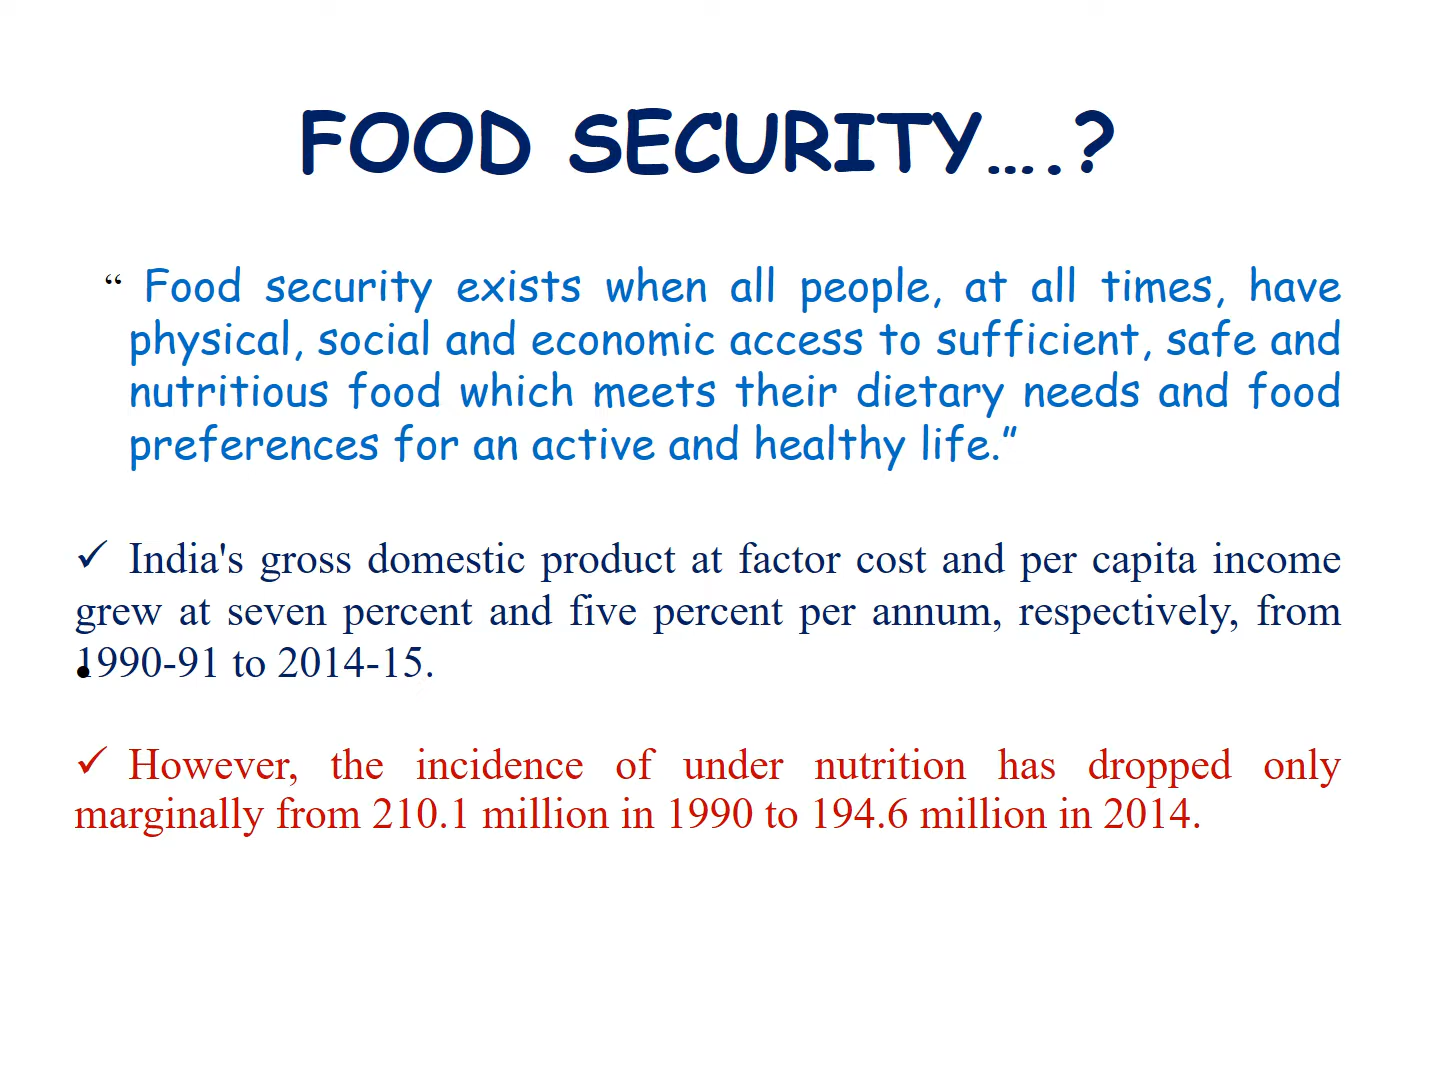 FOOD SECURITY….?
“ Food security exists when all people, at all times, have
physical, social and economic access to sufficient, safe and
nutritious food which meets their dietary needs and food
preferences for an active and healthy life.”
✓ India's gross domestic product at factor cost and per capita income
grew at seven percent and five percent per annum, respectively, from
1990-91 to 2014-15.
✓ However, the incidence of under nutrition has dropped only
marginally from 210.1 million in 1990 to 194.6 million in 2014.